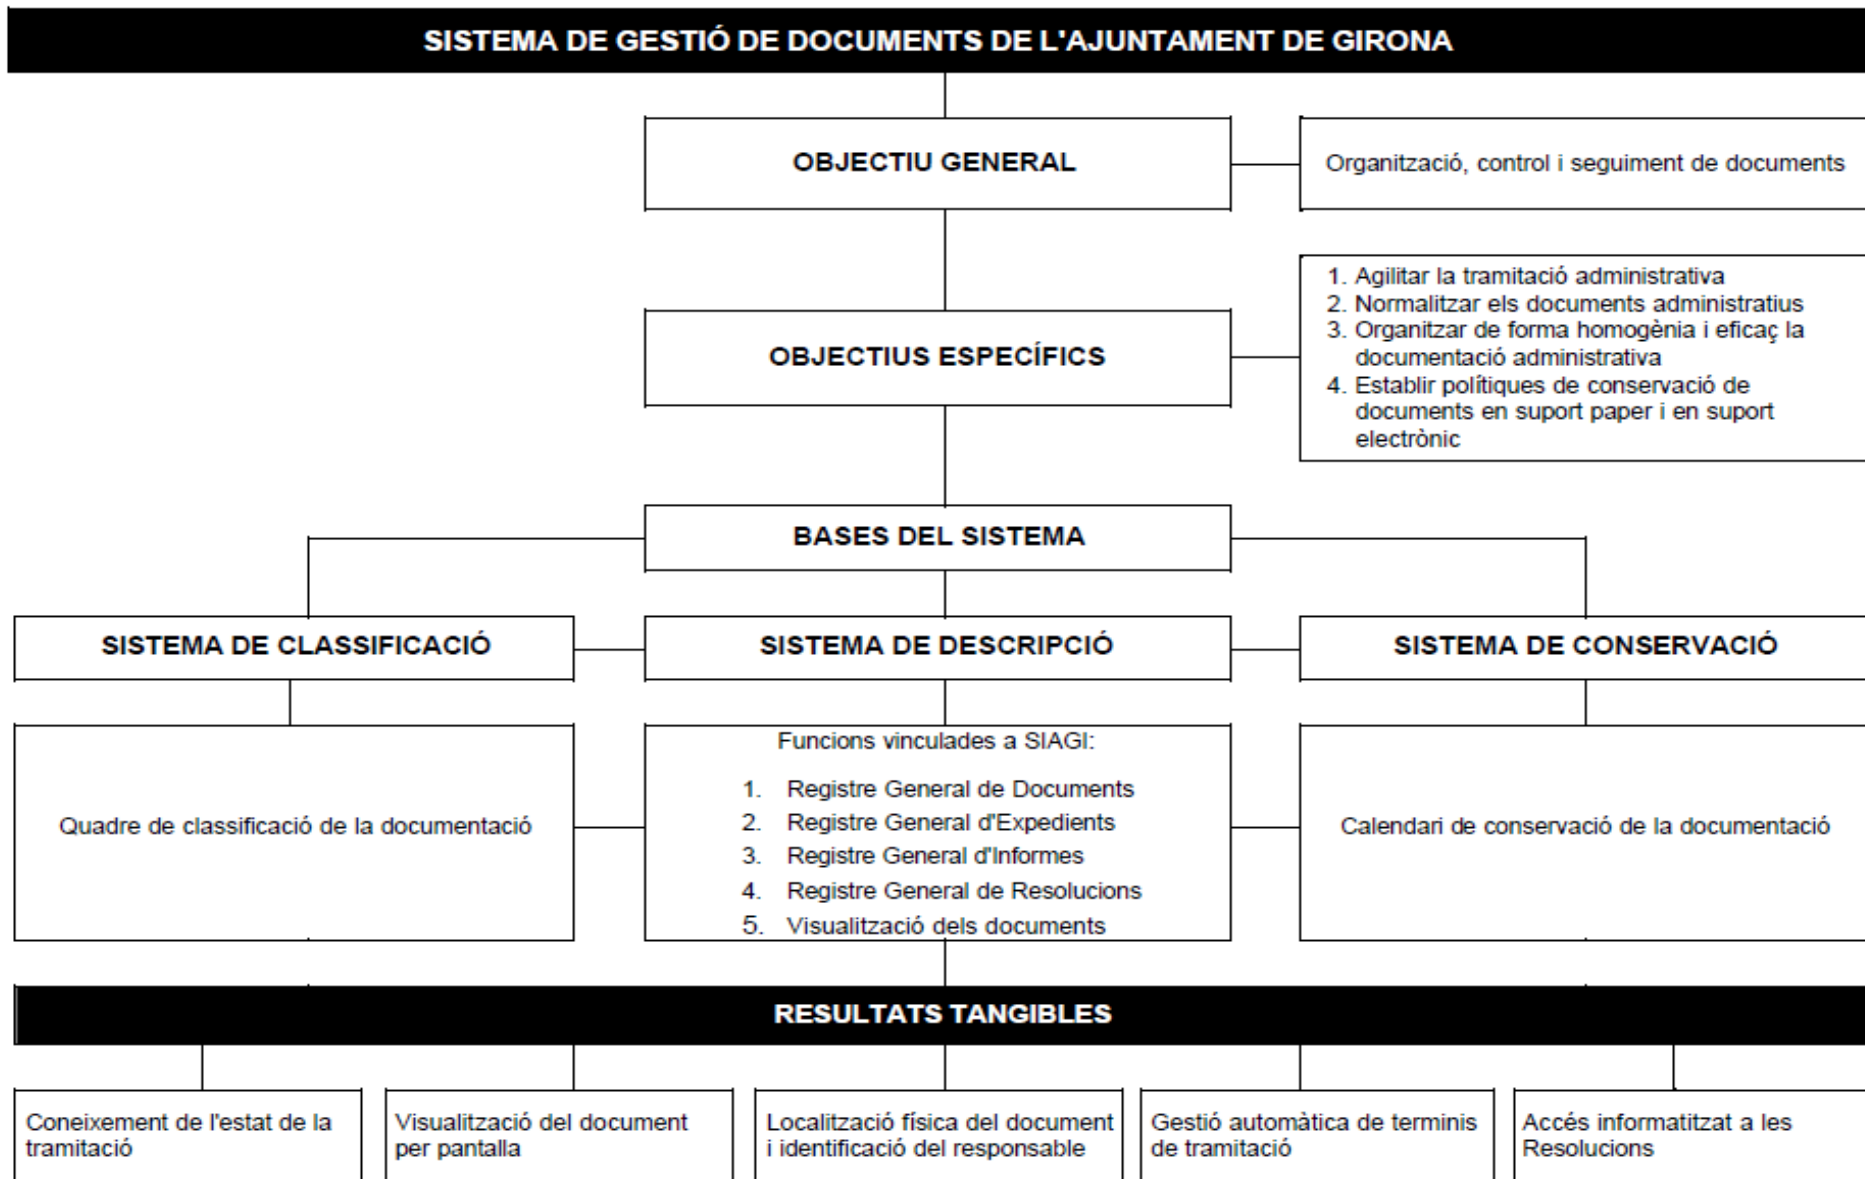 SISTEMA DE GESTIÓ DE DOCUMENTS DE L'AJUNTAMENT DE GIRONA
OBJECTIU GENERAL
Organització, control i seguiment de documents
OBJECTIUS ESPECÍFICS
1. Agilitar la tramitació administrativa
2. Normalitzar els documents administratius
3. Organitzar de forma homogènia i eficaç la
documentació administrativa
4. Establir polítiques de conservació de
documents en suport paper i en suport
electrònic
BASES DEL SISTEMA
SISTEMA DE CLASSIFICACIÓ
SISTEMA DE DESCRIPCIÓ
SISTEMA DE CONSERVACIÓ
Quadre de classificació de la documentació
Funcions vinculades a SIAGI:
1. Registre General de Documents
2. Registre General d'Expedients
3. Registre General d'Informes
4. Registre General de Resolucions
5. Visualització dels documents
Calendari de conservació de la documentació
RESULTATS TANGIBLES
Coneixement de l'estat de la
tramitació
Visualització del document
per pantalla
Localització física del document
i identificació del responsable
Gestió automàtica de terminis
de tramitació
Accés informatitzat a les
Resolucions